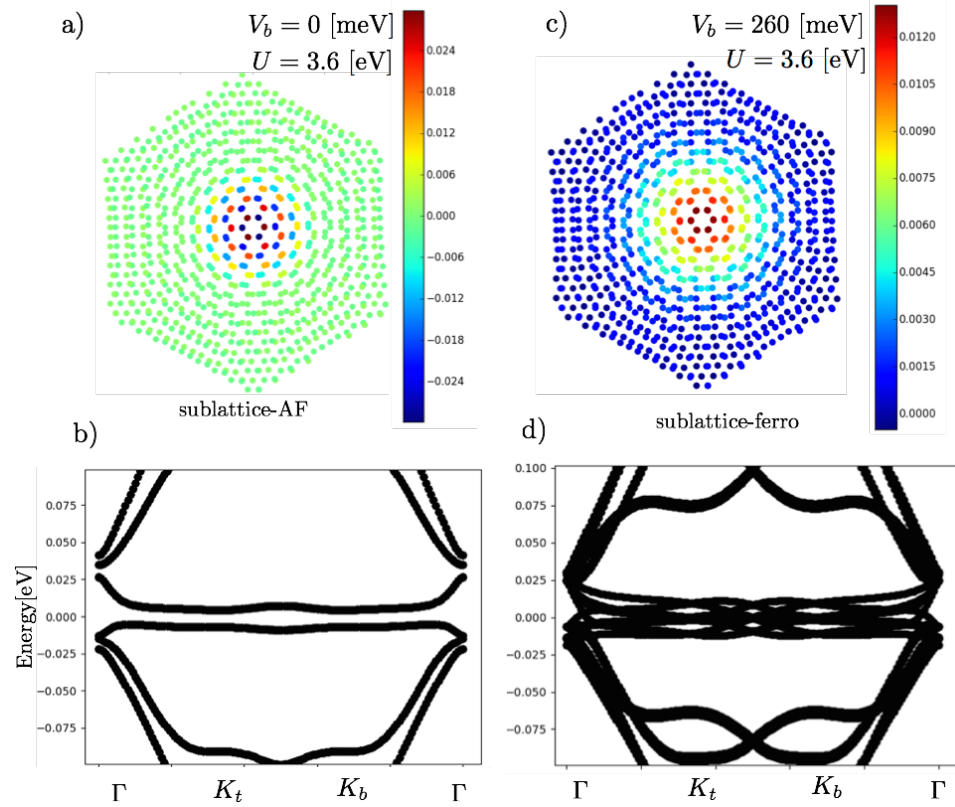 a)
V_b = 0 [meV]
U = 3.6 [eV]
0.024
0.018
0.012
0.006
0.000
−0.006
−0.012
−0.018
−0.024
sublattice-AF
c)
V_b = 260 [meV]
U = 3.6 [eV]
0.0120
0.0105
0.0090
0.0075
0.0060
0.0045
0.0030
0.0015
0.0000
sublattice-ferro
b)
Energy[eV]
0.075
0.050
0.025
0.000
−0.025
−0.050
−0.075
Γ K_t K_b Γ
d)
0.100
0.075
0.050
0.025
0.000
−0.025
−0.050
−0.075
Γ K_t K_b Γ